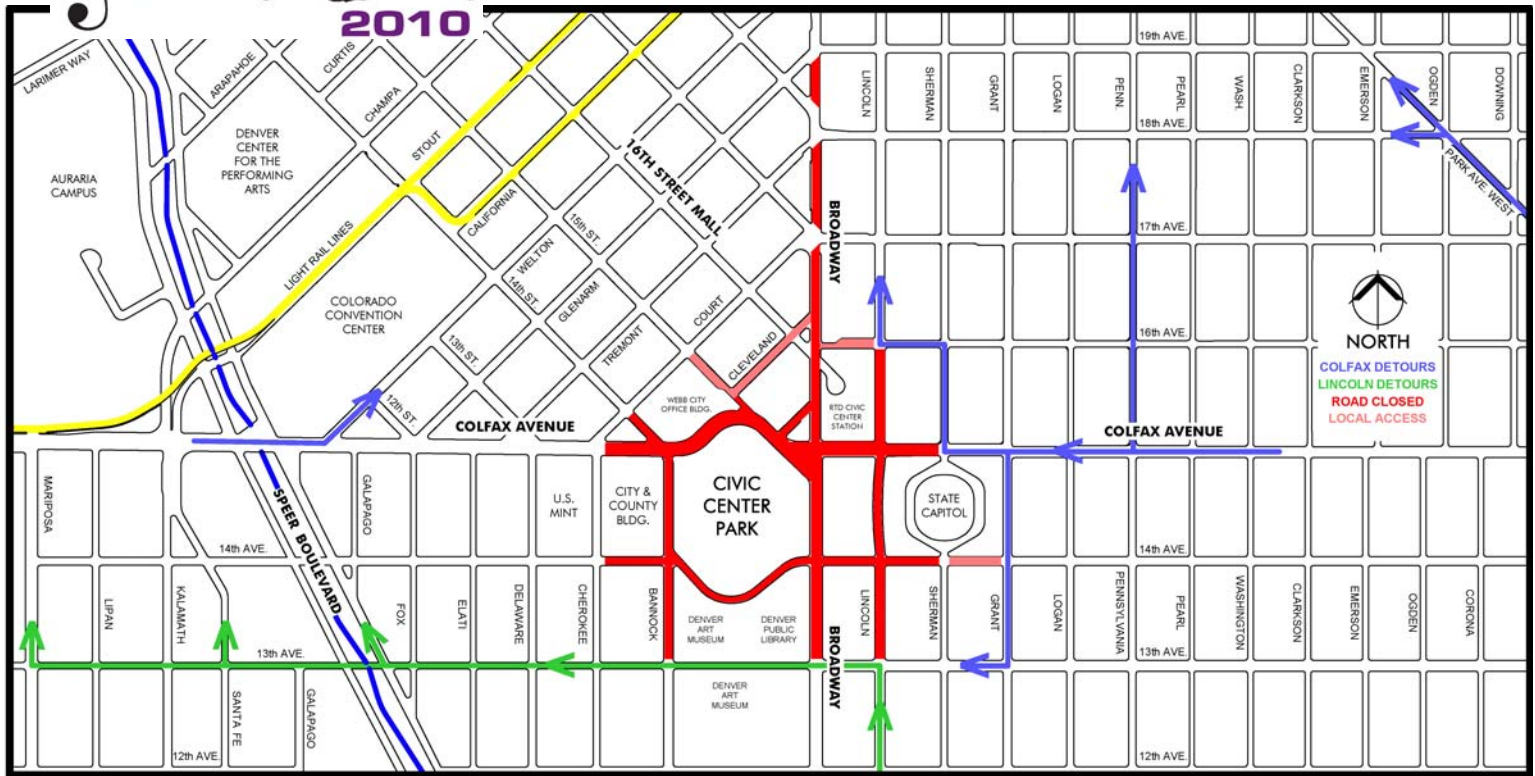 2010
LARIMER WAY
ARAPAHOE
CURTIS
CHAMPA
STOUT
DENVER
CENTER
FOR THE
PERFORMING
ARTS
AURARIA
CAMPUS
LIGHT RAIL LINES
CALIFORNIA
16TH STREET MALL
15th ST.
WELTON
14th ST.
GLENARM
COURT
TREMONT
CLEVELAND
COLORADO
CONVENTION
CENTER
13th ST.
12th ST.
19th AVE.
LINCOLN
SHERMAN
GRANT
LOGAN
PENN.
PEARL
WASH.
CLARKSON
EMERSON
OGDEN
DOWNING
18th AVE.
PARK AVE. WEST
BROADWAY
17th AVE.
16th AVE.
NORTH
COLFAX DETOURS
LINCOLN DETOURS
ROAD CLOSED
LOCAL ACCESS
WEBB CITY
OFFICE BLDG.
RTD CIVIC
CENTER
STATION
COLFAX AVENUE
COLFAX AVENUE
MARIPOSA
SPEER BOULEVARD
GALAPAGO
U.S.
MINT
CITY &
COUNTY
BLDG.
CIVIC
CENTER
PARK
STATE
CAPITOL
14th AVE.
14th AVE.
LIPAN
KALAMATH
FOX
ELATI
DELAWARE
CHEROKEE
BANNOCK
DENVER
ART
MUSEUM
DENVER
PUBLIC
LIBRARY
BROADWAY
LINCOLN
SHERMAN
GRANT
LOGAN
PENNSYLVANIA
PEARL
WASHINGTON
CLARKSON
EMERSON
OGDEN
CORONA
13th AVE.
13th AVE.
SANTA FE
GALAPAGO
DENVER
ART
MUSEUM
12th AVE.
12th AVE.